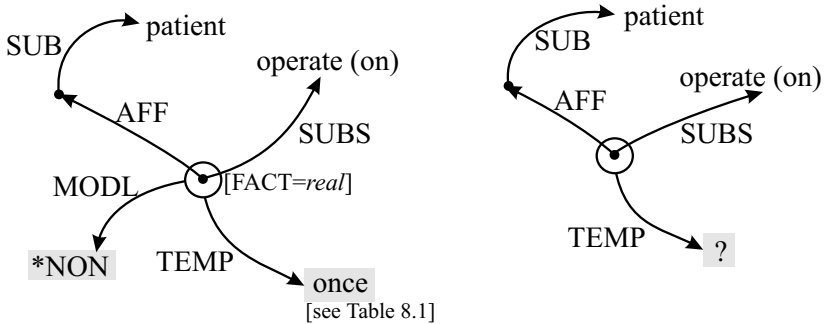 SUB
patient
operate (on)
AFF
SUBS
MODL
[FACT=real]
*NON
TEMP
once
[see Table 8.1]
SUB
patient
operate (on)
AFF
SUBS
TEMP
?